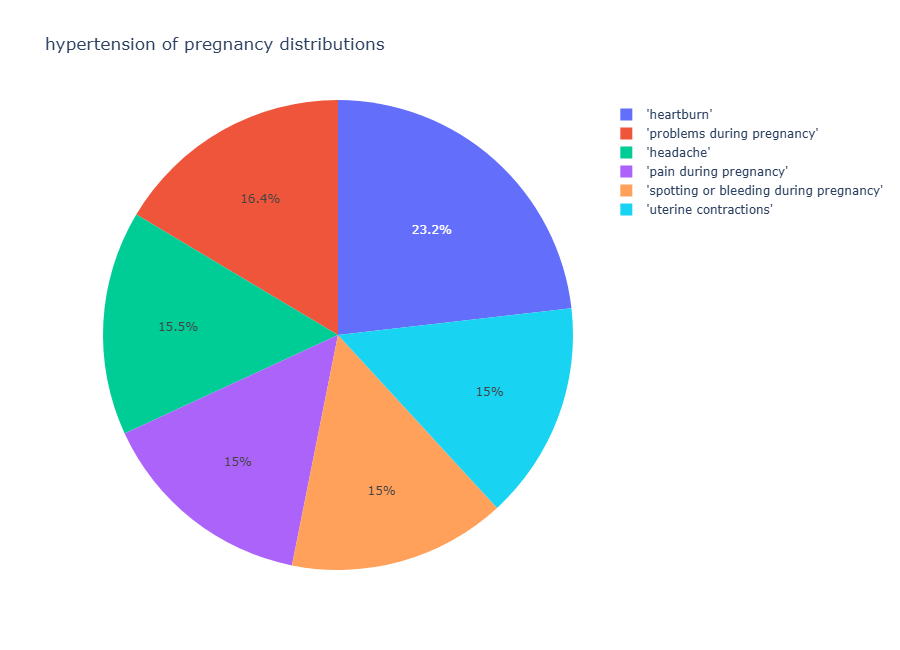 hypertension of pregnancy distributions
'heartburn'
'problems during pregnancy'
'headache'
'pain during pregnancy'
'spotting or bleeding during pregnancy'
'uterine contractions'
16.4%
23.2%
15.5%
15%
15%
15%